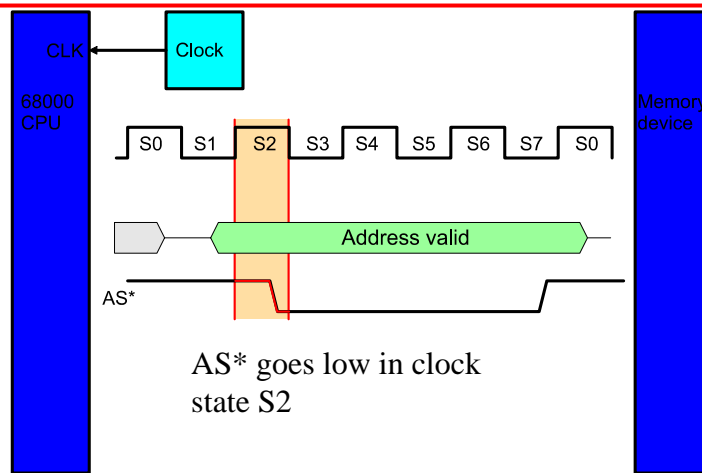 CLK
Clock
68000
CPU
Memory
device
S0 S1 S2 S3 S4 S5 S6 S7 S0
Address valid
AS*
AS* goes low in clock
state S2